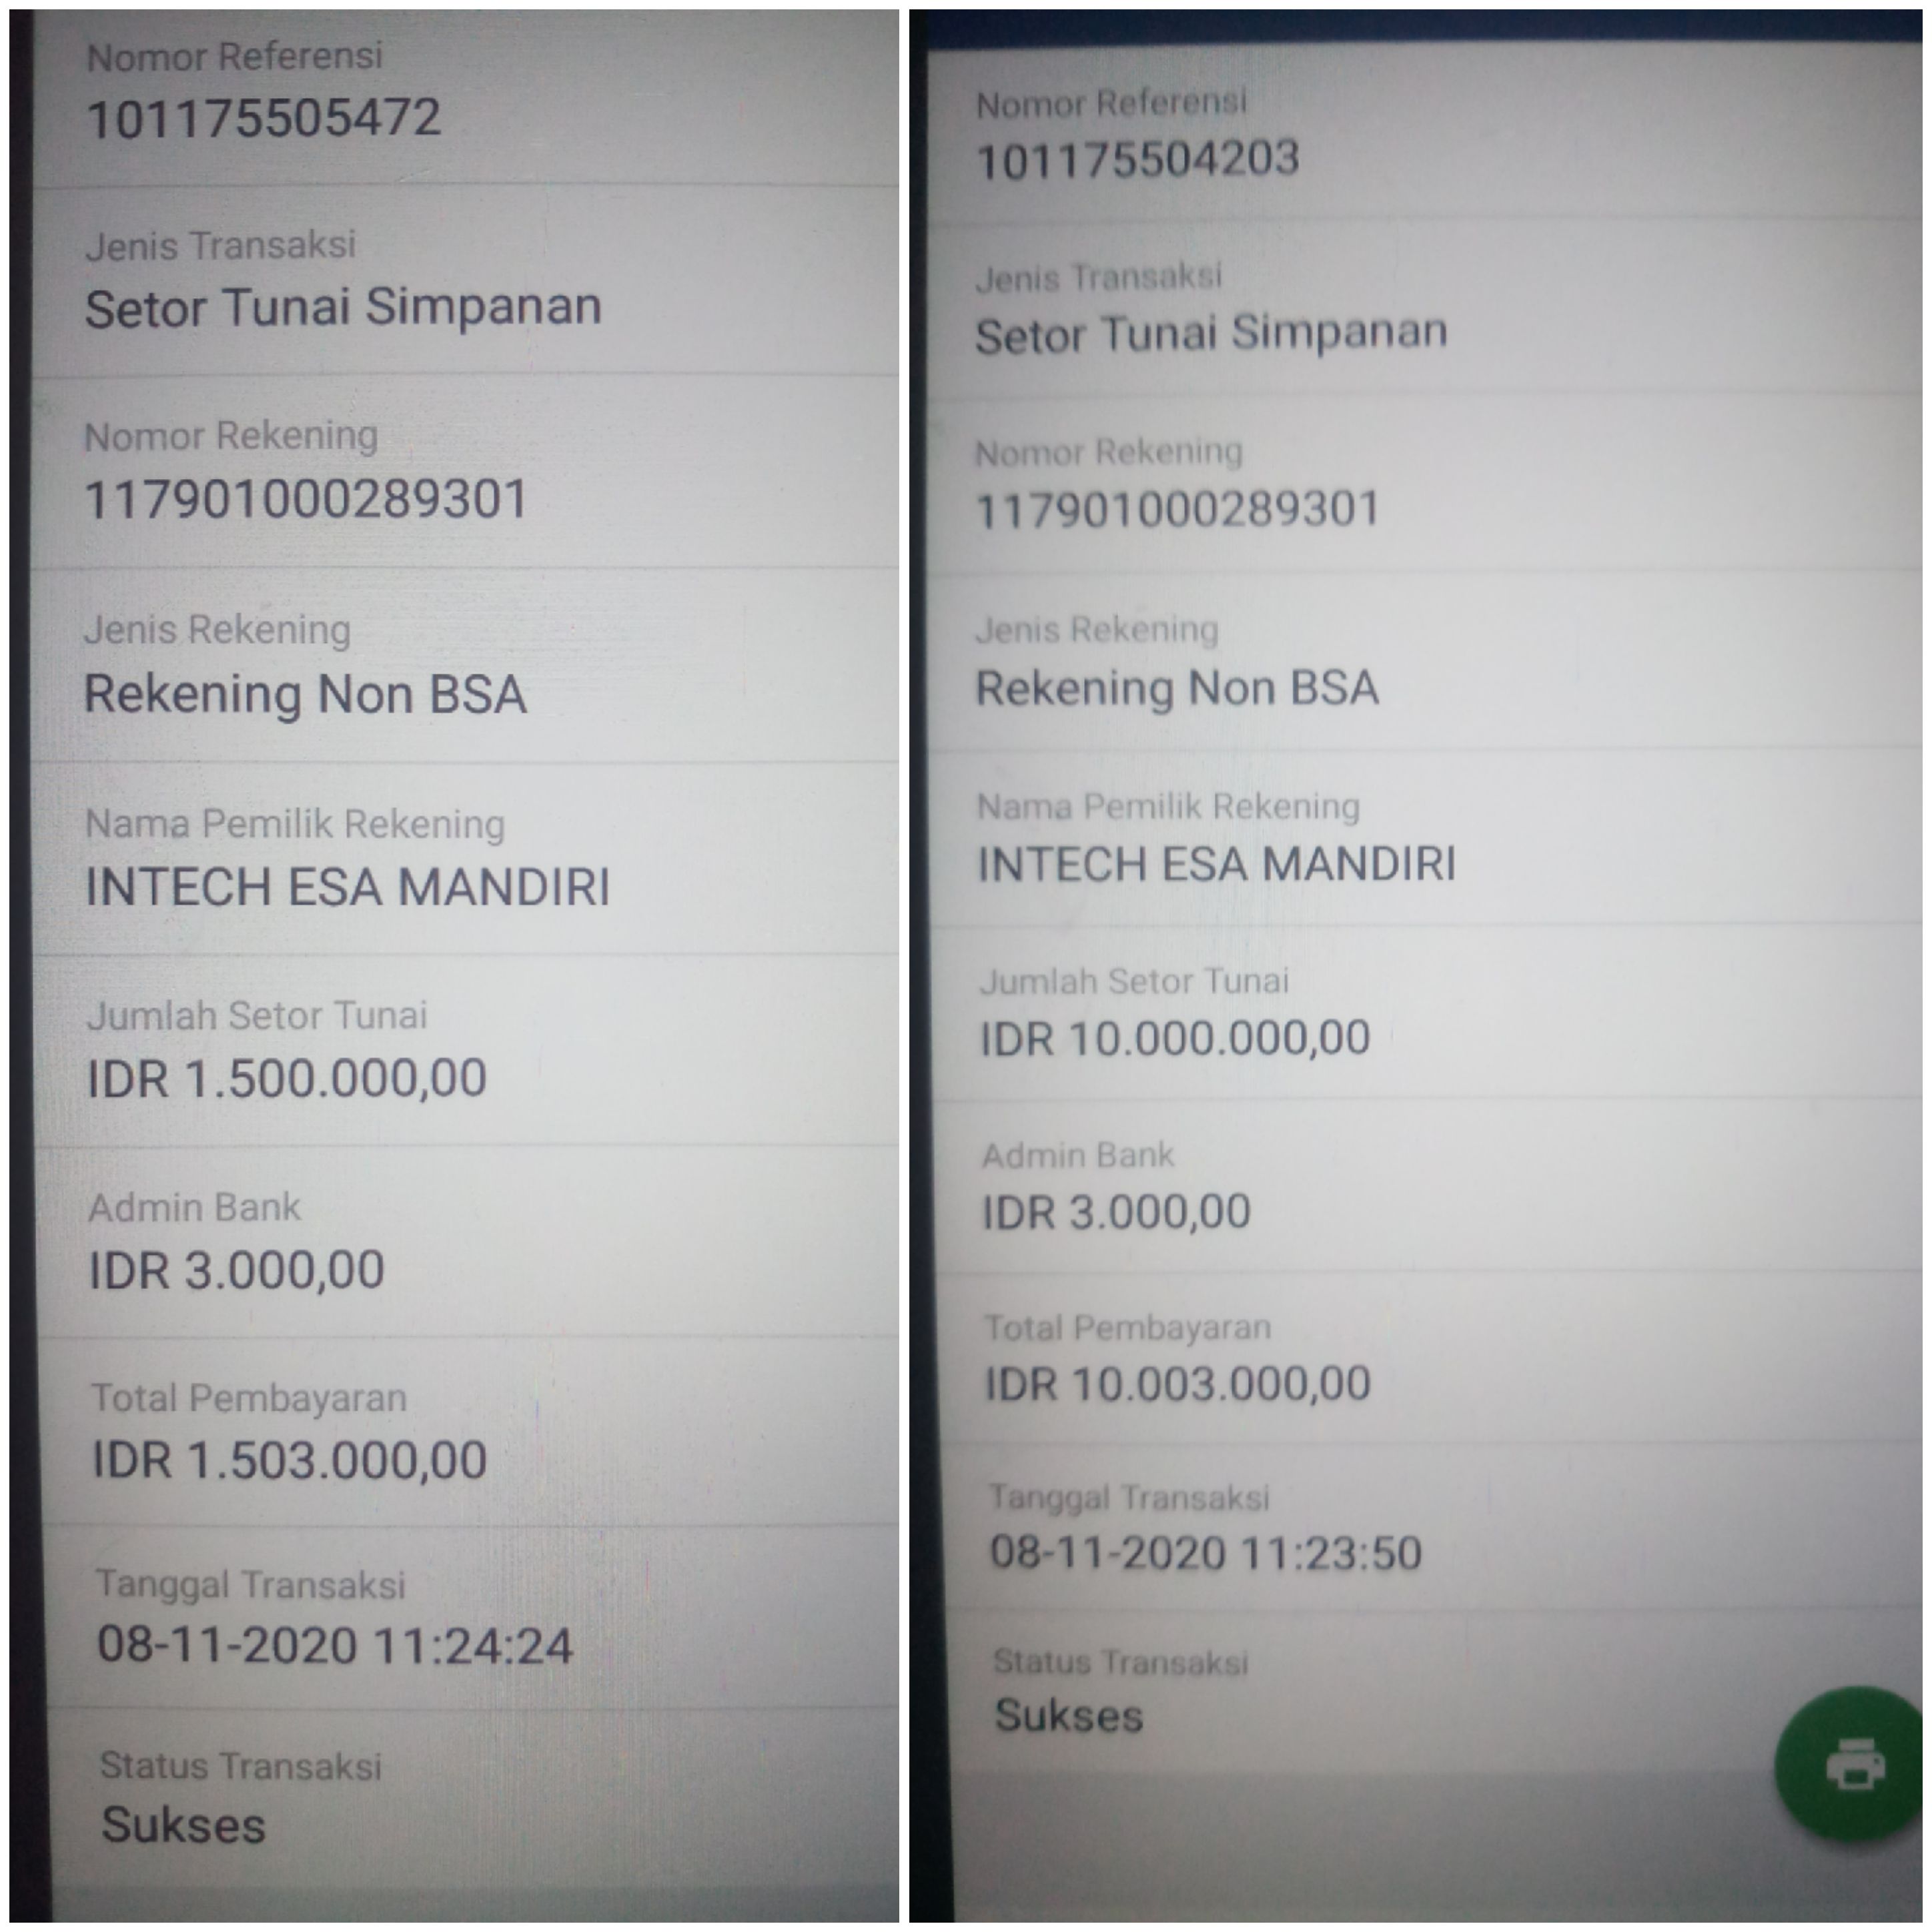 Nomor Referensi
101175505472
Jenis Transaksi
Setor Tunai Simpanan
Nomor Rekening
117901000289301
Jenis Rekening
Rekening Non BSA
Nama Pemilik Rekening
INTECH ESA MANDIRI
Jumlah Setor Tunai
IDR 1.500.000,00
Admin Bank
IDR 3.000,00
Total Pembayaran
IDR 1.503.000,00
Tanggal Transaksi
08-11-2020 11:24:24
Status Transaksi
Sukses
Nomor Referensi
101175504203
Jenis Transaksi
Setor Tunai Simpanan
Nomor Rekening
117901000289301
Jenis Rekening
Rekening Non BSA
Nama Pemilik Rekening
INTECH ESA MANDIRI
Jumlah Setor Tunai
IDR 10.000.000,00
Admin Bank
IDR 3.000,00
Total Pembayaran
IDR 10.003.000,00
Tanggal Transaksi
08-11-2020 11:23:50
Status Transaksi
Sukses